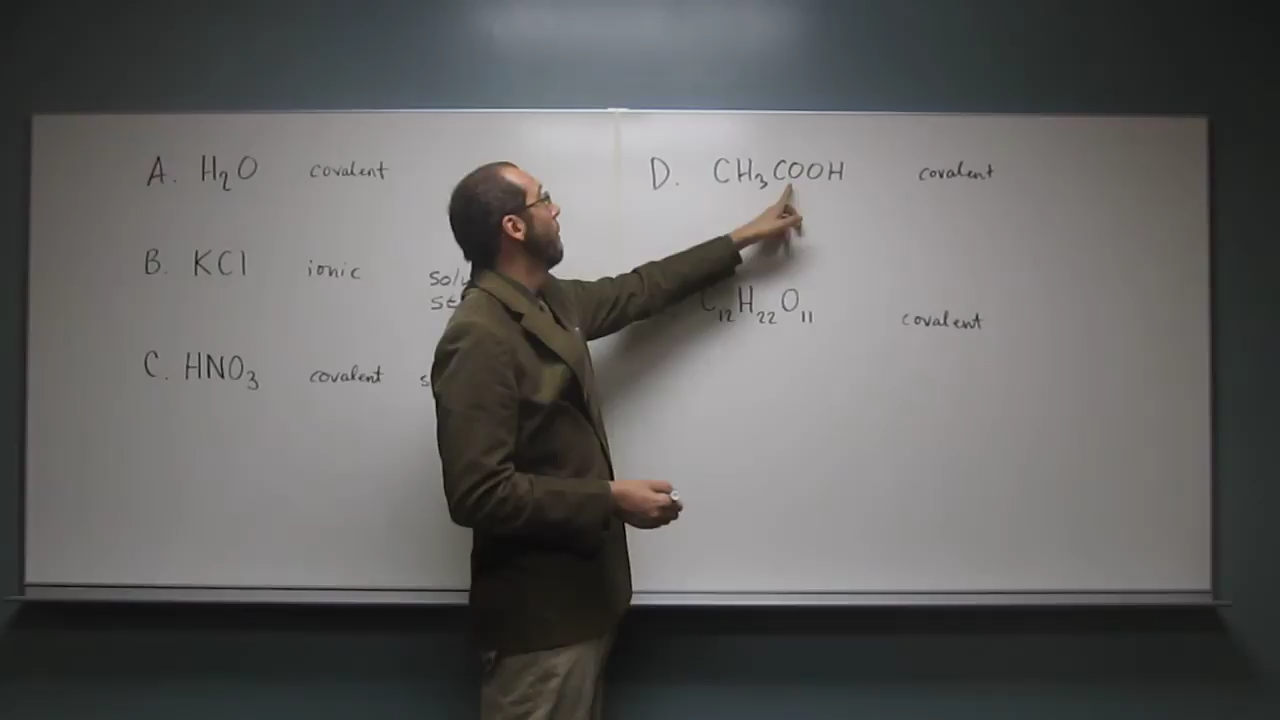 A. H₂O covalent
B. KCl ionic
C. HNO₃ covalent
D. CH₃COOH covalent
C₁₂H₂₂O₁₁ covalent